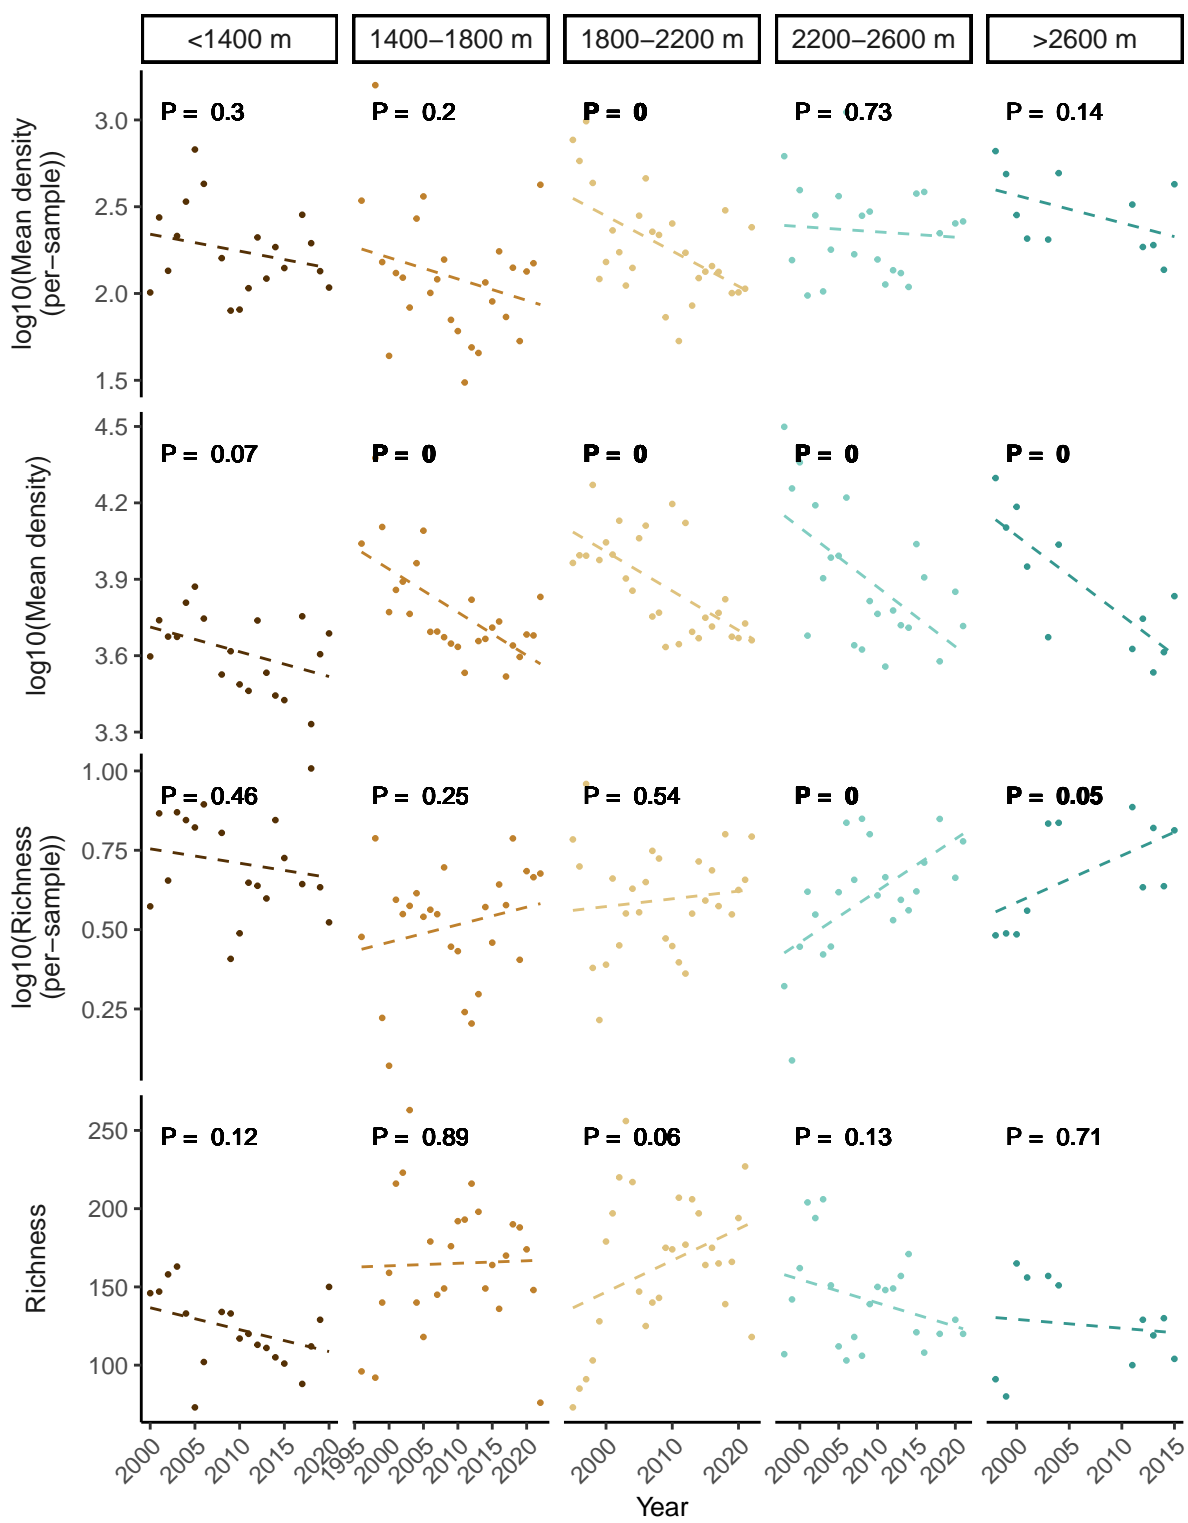 <1400 m
1400−1800 m
1800−2200 m
2200−2600 m
>2600 m
log10(Mean density
(per−sample))
3.0
2.5
2.0
1.5
P = 0.3
P = 0.2
P = 0
P = 0.73
P = 0.14
log10(Mean density)
4.5
4.2
3.9
3.6
3.3
P = 0.07
P = 0
P = 0
P = 0
P = 0
log10(Richness
(per−sample))
1.00
0.75
0.50
0.25
P = 0.46
P = 0.25
P = 0.54
P = 0
P = 0.05
Richness
250
200
150
100
P = 0.12
P = 0.89
P = 0.06
P = 0.13
P = 0.71
2000
2005
2010
2015
2020
1995
2000
2005
2010
2015
2020
2000
2010
2020
2000
2005
2010
2015
2020
2000
2005
2010
2015
Year